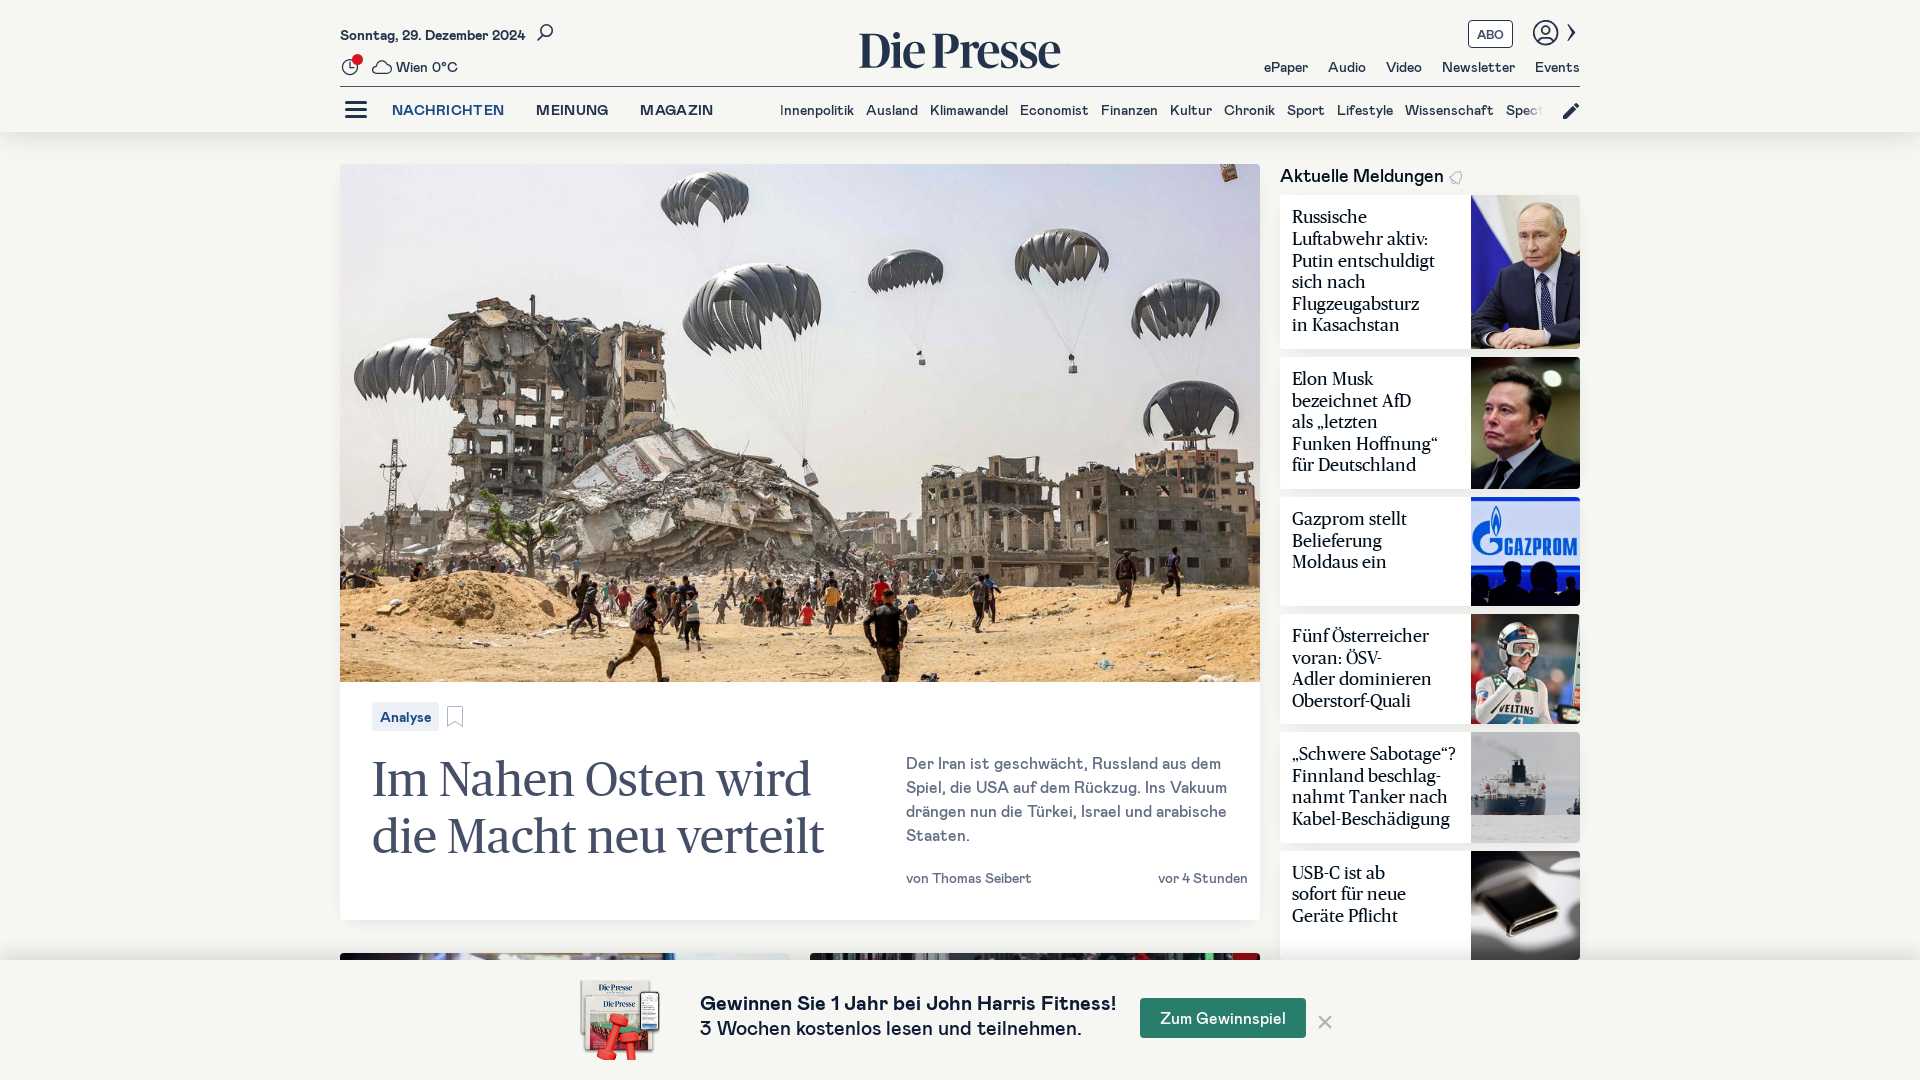 Sonntag, 29. Dezember 2024
Die Presse
ABO
Wien 0°C
ePaper
Audio
Video
Newsletter
Events
NACHRICHTEN
MEINUNG
MAGAZIN
Innenpolitik
Ausland
Klimawandel
Economist
Finanzen
Kultur
Chronik
Sport
Lifestyle
Wissenschaft
Analyse
Im Nahen Osten wird
die Macht neu verteilt
Der Iran ist geschwächt, Russland aus dem
Spiel, die USA auf dem Rückzug. Ins Vakuum
drängen nun die Türkei, Israel und arabische
Staaten.
von Thomas Seibert
vor 4 Stunden
Aktuelle Meldungen
Russische
Luftabwehr aktiv:
Putin entschuldigt
sich nach
Flugzeugabsturz
in Kasachstan
Elon Musk
bezeichnet AfD
als „letzten
Funken Hoffnung“
für Deutschland
Gazprom stellt
Belieferung
Moldaus ein
GAZPROM
Fünf Österreicher
voran: ÖSV-
Adler dominieren
Oberstorf-Quali
VELTINS
„Schwere Sabotage“?
Finnland beschlag-
nahmt Tanker nach
Kabel-Beschädigung
USB-C ist ab
sofort für neue
Geräte Pflicht
Die Presse
Die Presse
Gewinnen Sie 1 Jahr bei John Harris Fitness!
3 Wochen kostenlos lesen und teilnehmen.
Zum Gewinnspiel